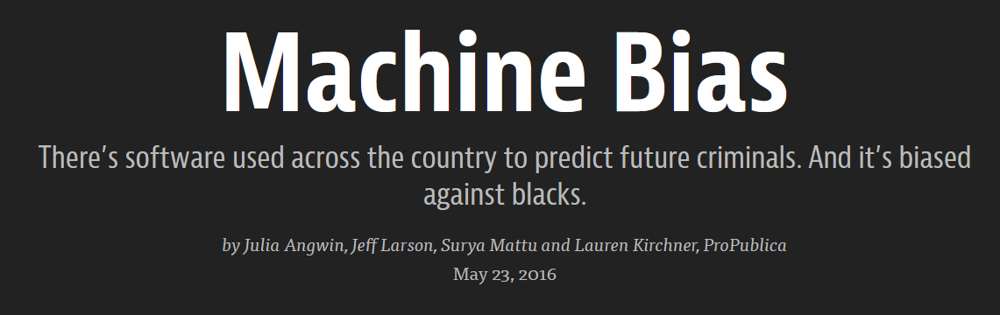 Machine Bias
There’s software used across the country to predict future criminals. And it’s biased
against blacks.
by Julia Angwin, Jeff Larson, Surya Mattu and Lauren Kirchner, ProPublica
May 23, 2016